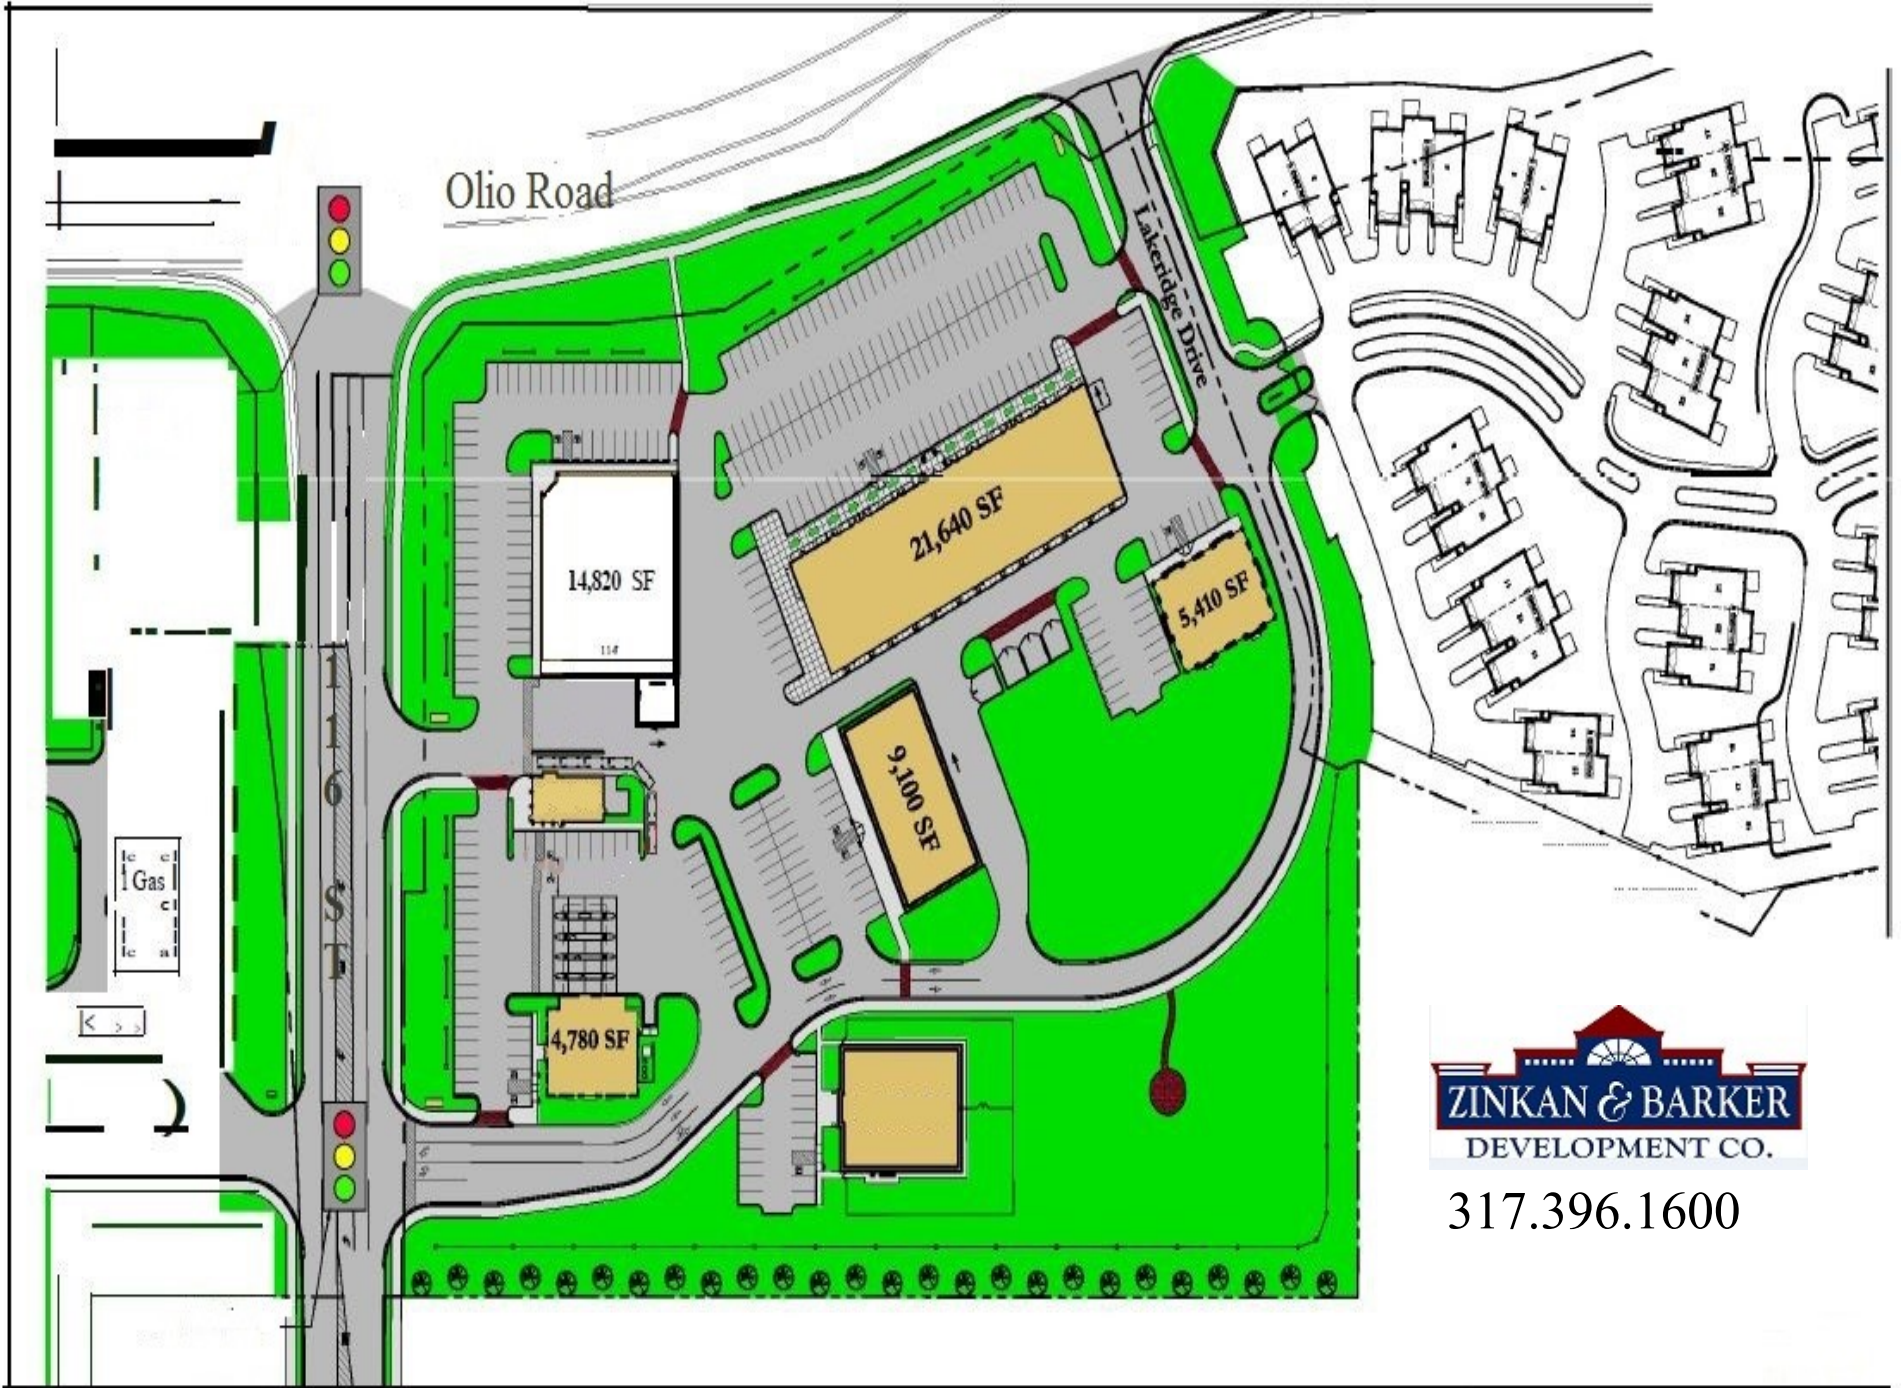 Olio Road
Lakeridge Drive
21,640 SF
14,820 SF
114'
5,410 SF
116 ST
9,100 SF
Gas
4,780 SF
ZINKAN & BARKER
DEVELOPMENT CO.
317.396.1600